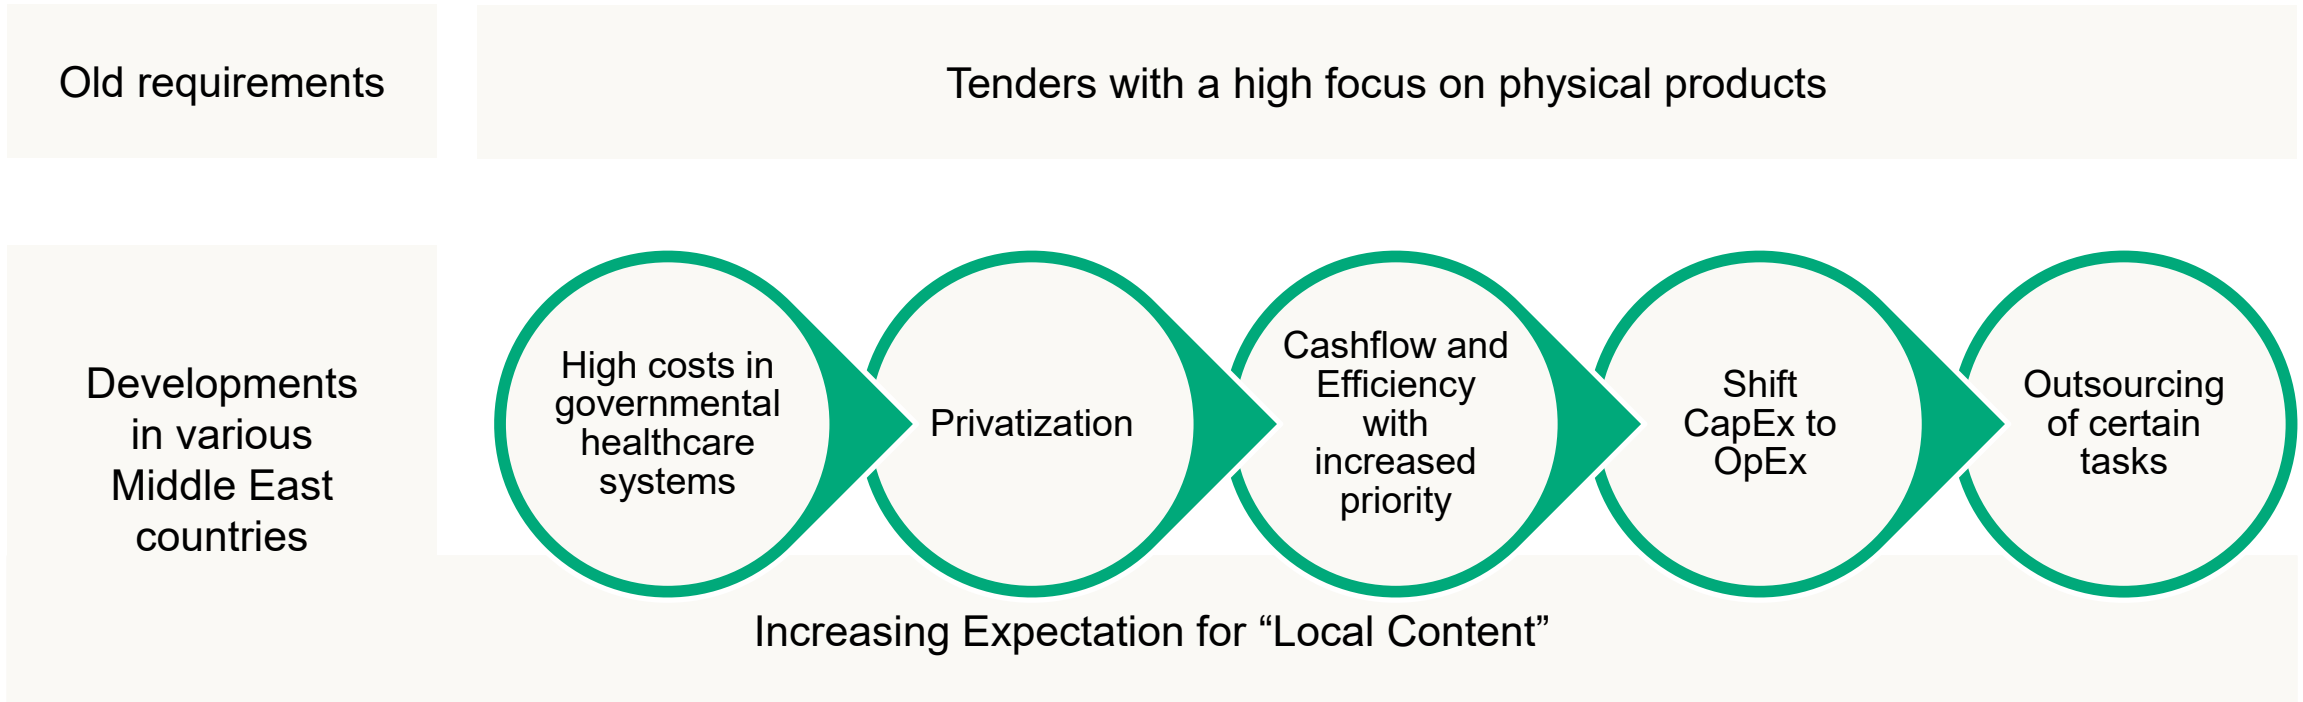 Old requirements
Tenders with a high focus on physical products
Developments
in various
Middle East
countries
High costs in
governmental
healthcare
systems
Privatization
Cashflow and
Efficiency
with
increased
priority
Shift
CapEx to
OpEx
Outsourcing
of certain
tasks
Increasing Expectation for “Local Content”